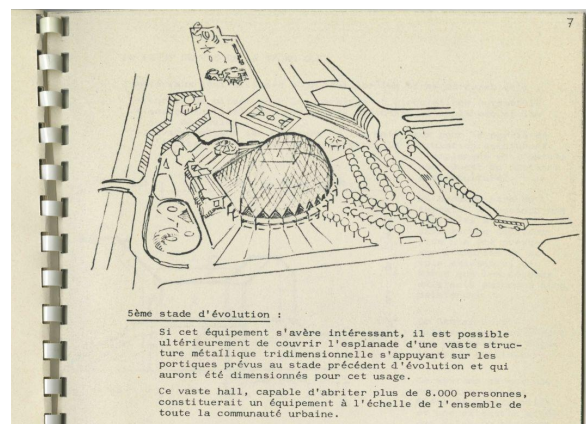 7
5ème stade d'évolution :
Si cet équipement s'avère intéressant, il est possible
ultérieurement de couvrir l'esplanade d'une vaste struc-
ture métallique tridimensionnelle s'appuyant sur les
portiques prévus au stade précédent d'évolution et qui
auront été dimensionnés pour cet usage.
Ce vaste hall, capable d'abriter plus de 8.000 personnes,
constituerait un équipement à l'échelle de l'ensemble de
toute la communauté urbaine.